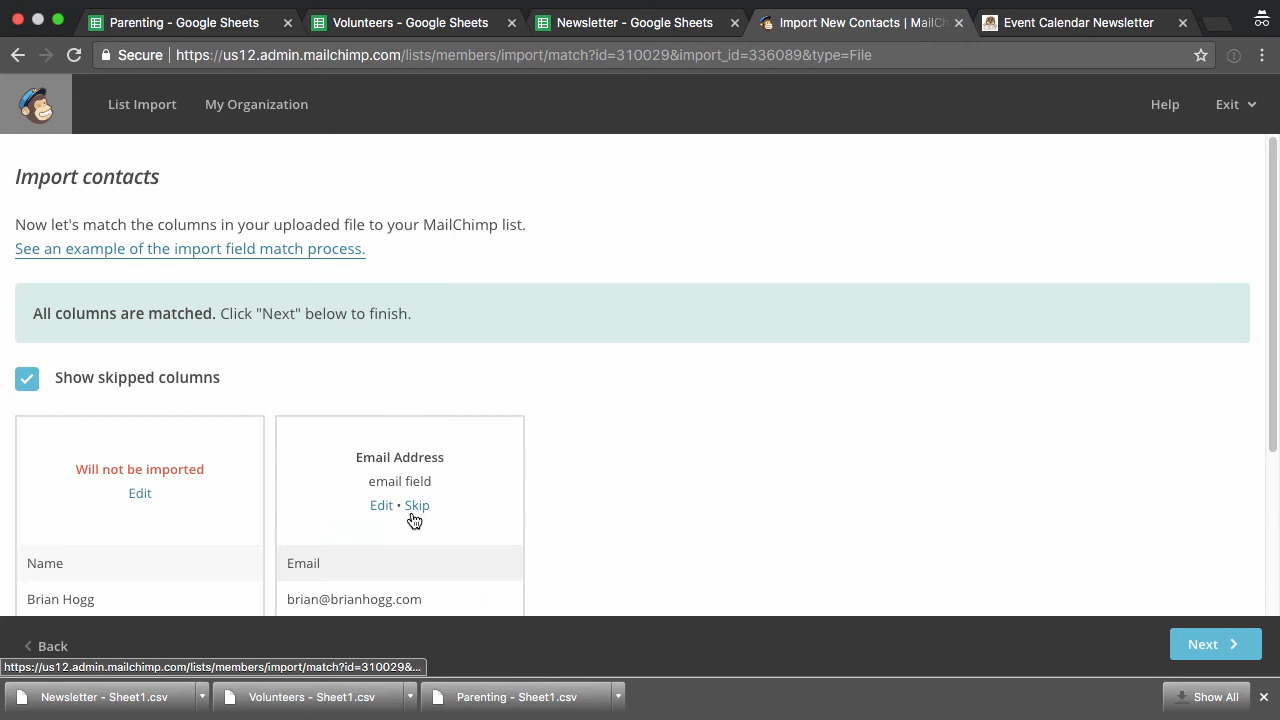 Parenting - Google Sheets
Volunteers - Google Sheets
Newsletter - Google Sheets
Import New Contacts | MailCh
Event Calendar Newsletter
Secure
https://us12.admin.mailchimp.com/lists/members/import/match?id=310029&import_id=336089&type=File
List Import
My Organization
Help
Exit
Import contacts
Now let's match the columns in your uploaded file to your MailChimp list.
See an example of the import field match process.
All columns are matched. Click "Next" below to finish.
Show skipped columns
Will not be imported
Edit
Name
Brian Hogg
Email Address
email field
Edit • Skip
Email
brian@brianhogg.com
Back
Next
https://us12.admin.mailchimp.com/lists/members/import/match?id=310029&...
Newsletter - Sheet1.csv
Volunteers - Sheet1.csv
Parenting - Sheet1.csv
Show All